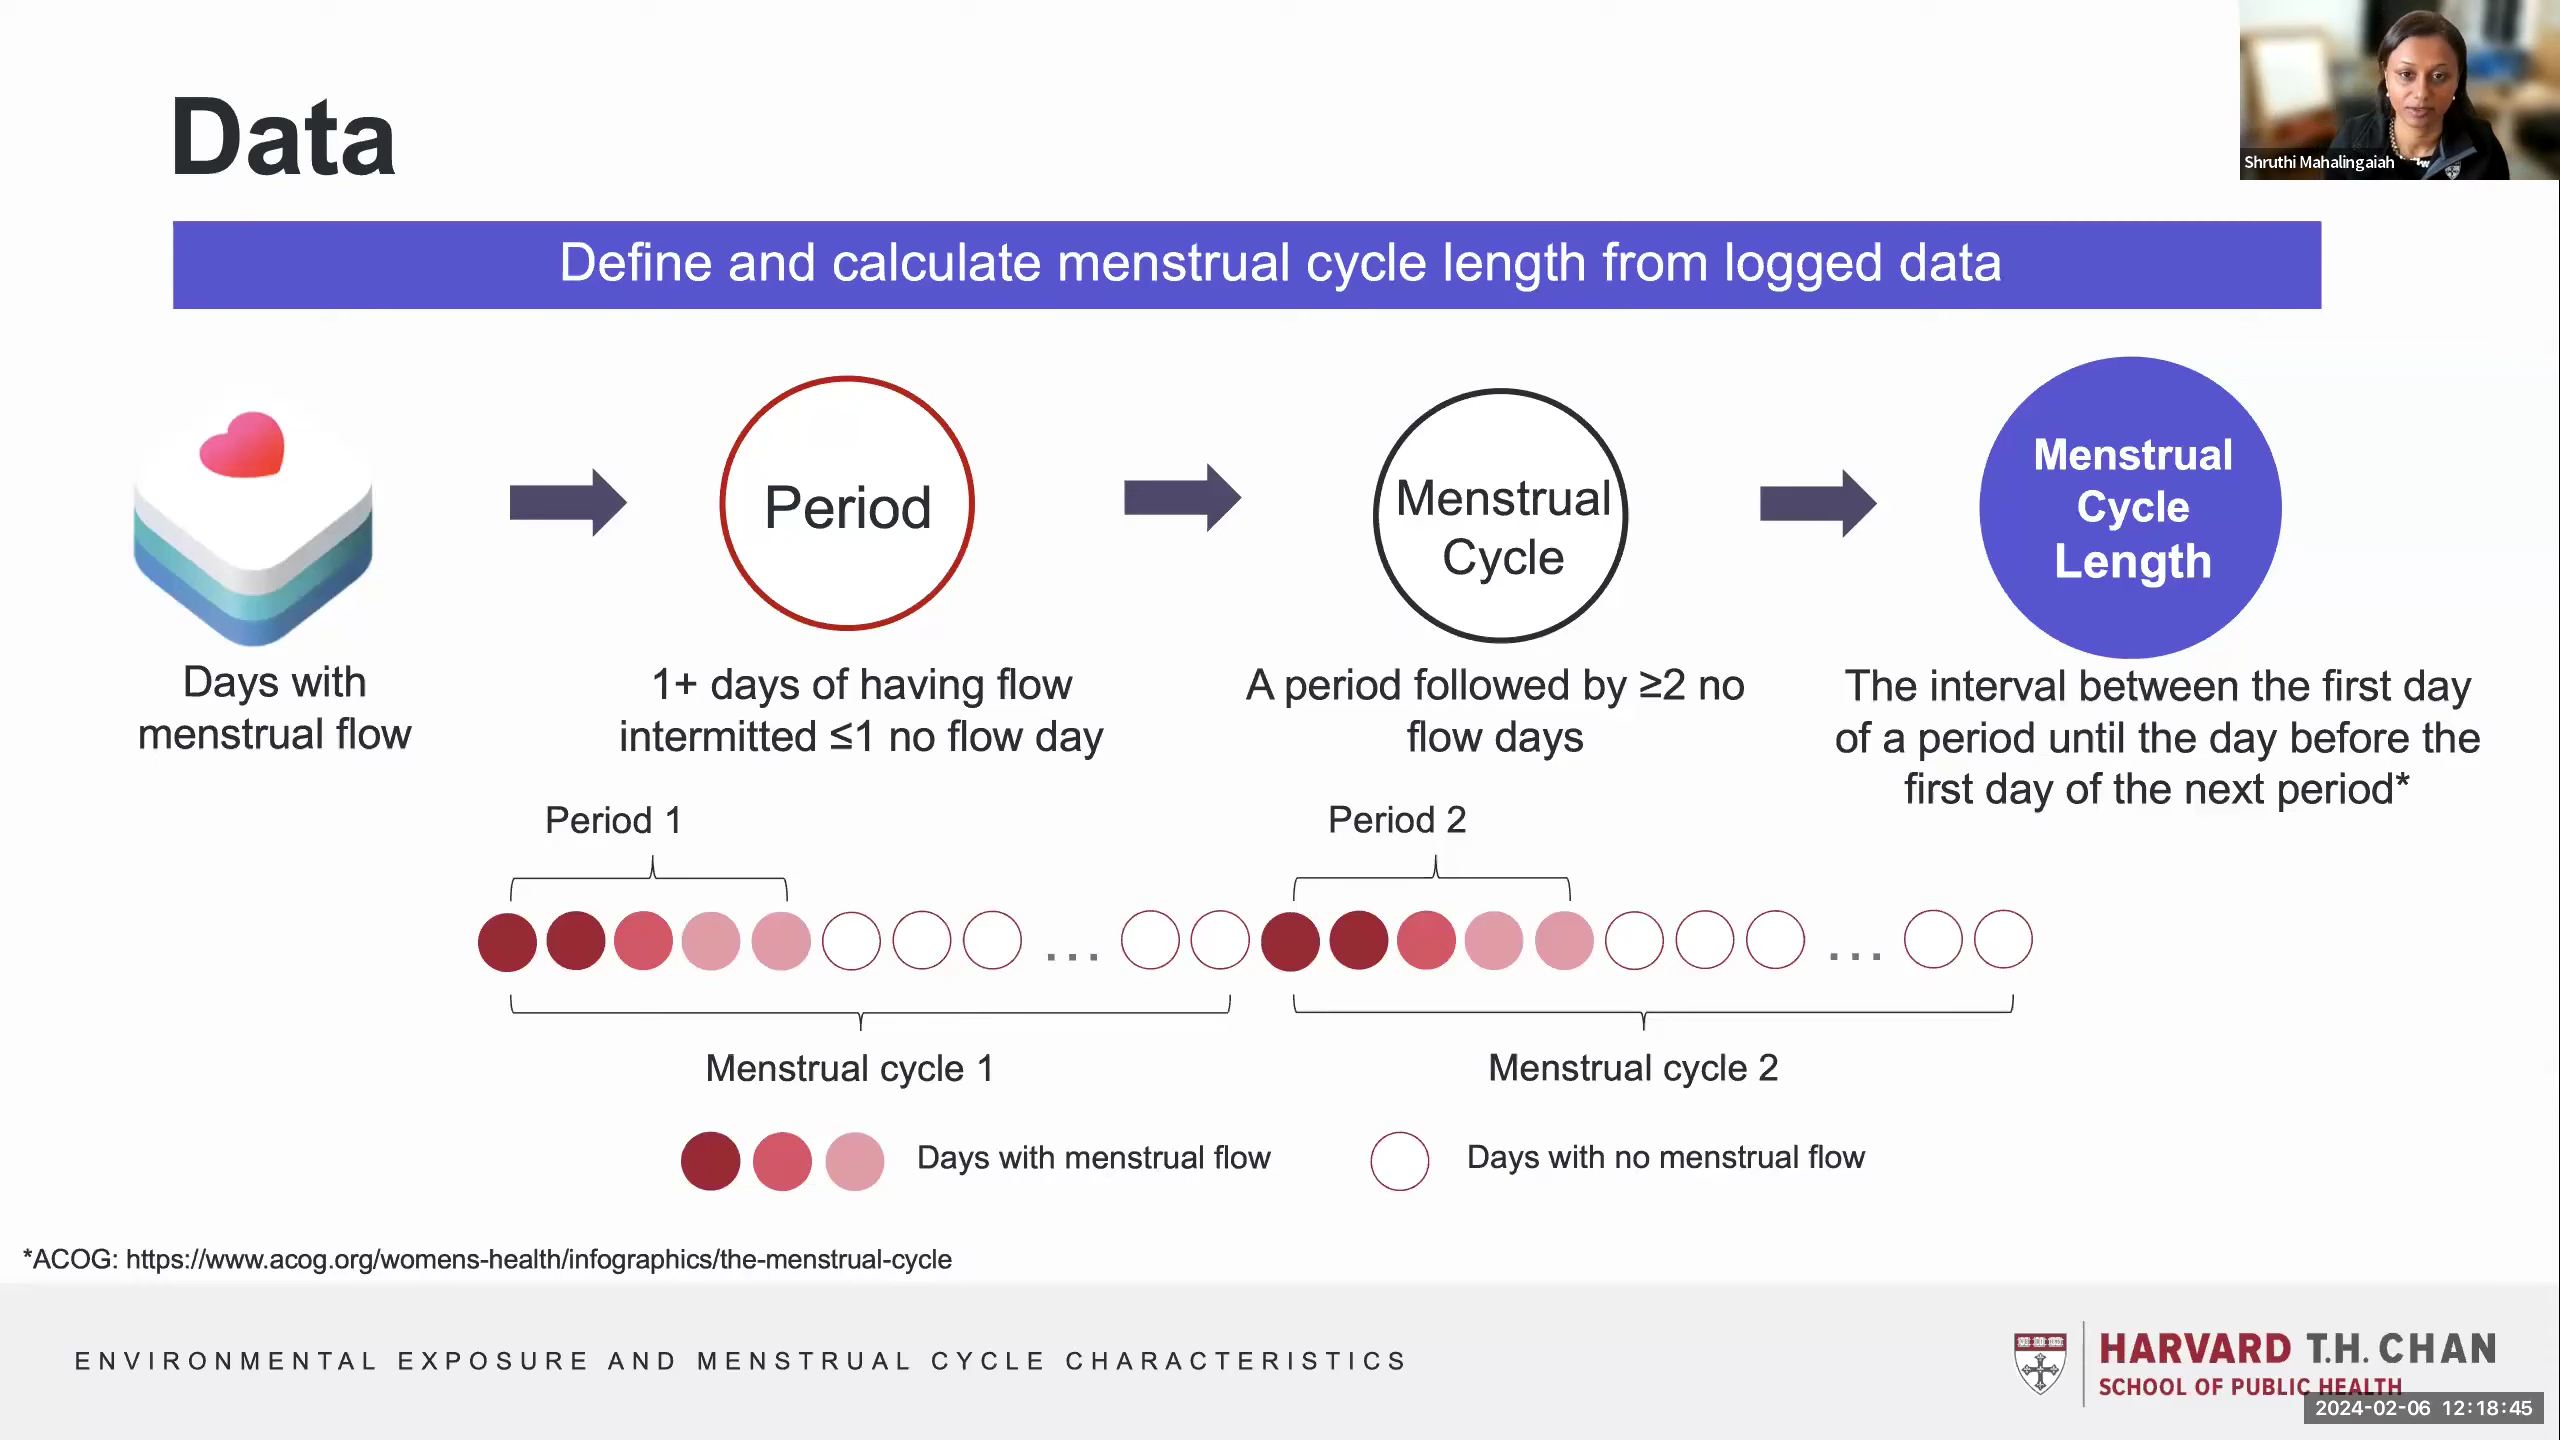 Data
Shruthi Mahalingaiah
Define and calculate menstrual cycle length from logged data
Period
Menstrual
Cycle
Menstrual
Cycle
Length
Days with
menstrual flow
1+ days of having flow
intermitted ≤1 no flow day
A period followed by ≥2 no
flow days
The interval between the first day
of a period until the day before the
first day of the next period*
Period 1
Period 2
...
...
Menstrual cycle 1
Menstrual cycle 2
Days with menstrual flow
Days with no menstrual flow
*ACOG: https://www.acog.org/womens-health/infographics/the-menstrual-cycle
ENVIRONMENTAL EXPOSURE AND MENSTRUAL CYCLE CHARACTERISTICS
HARVARD T.H. CHAN
SCHOOL OF PUBLIC HEALTH
2024-02-06 12:18:45